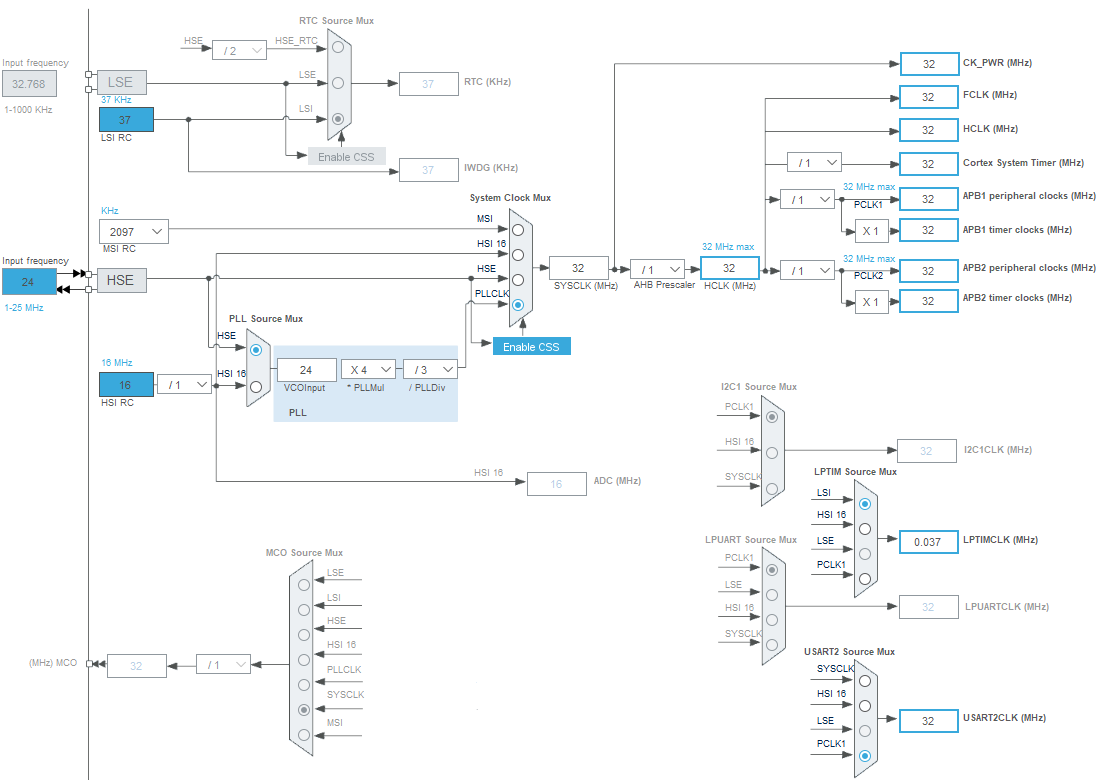 RTC Source Mux
HSE
/ 2
HSE_RTC
Input frequency
32.768
1-1000 KHz
LSE
LSE
37
RTC (KHz)
37 KHz
37
LSI RC
LSI
Enable CSS
37
IWDG (KHz)
System Clock Mux
KHz
2097
MSI RC
MSI
HSI 16
Input frequency
24
1-25 MHz
HSE
HSE
PLLCLK
Enable CSS
32
SYSCLK (MHz)
/ 1
AHB Prescaler
32 MHz max
32
HCLK (MHz)
32
CK_PWR (MHz)
32
FCLK (MHz)
32
HCLK (MHz)
/ 1
32
Cortex System Timer (MHz)
/ 1
32 MHz max
PCLK1
32
APB1 peripheral clocks (MHz)
X 1
32
APB1 timer clocks (MHz)
/ 1
32 MHz max
PCLK2
32
APB2 peripheral clocks (MHz)
X 1
32
APB2 timer clocks (MHz)
PLL Source Mux
HSE
16 MHz
16
HSI RC
/ 1
HSI 16
24
VCOInput
X 4
* PLLMul
/ 3
/ PLLDiv
PLL
HSI 16
16
ADC (MHz)
I2C1 Source Mux
PCLK1
HSI 16
SYSCLK
32
I2C1CLK (MHz)
LPTIM Source Mux
LSI
HSI 16
LSE
PCLK1
0.037
LPTIMCLK (MHz)
LPUART Source Mux
PCLK1
LSE
HSI 16
SYSCLK
32
LPUARTCLK (MHz)
USART2 Source Mux
SYSCLK
HSI 16
LSE
PCLK1
32
USART2CLK (MHz)
MCO Source Mux
LSE
LSI
HSE
HSI 16
PLLCLK
SYSCLK
MSI
(MHz) MCO
32
/ 1